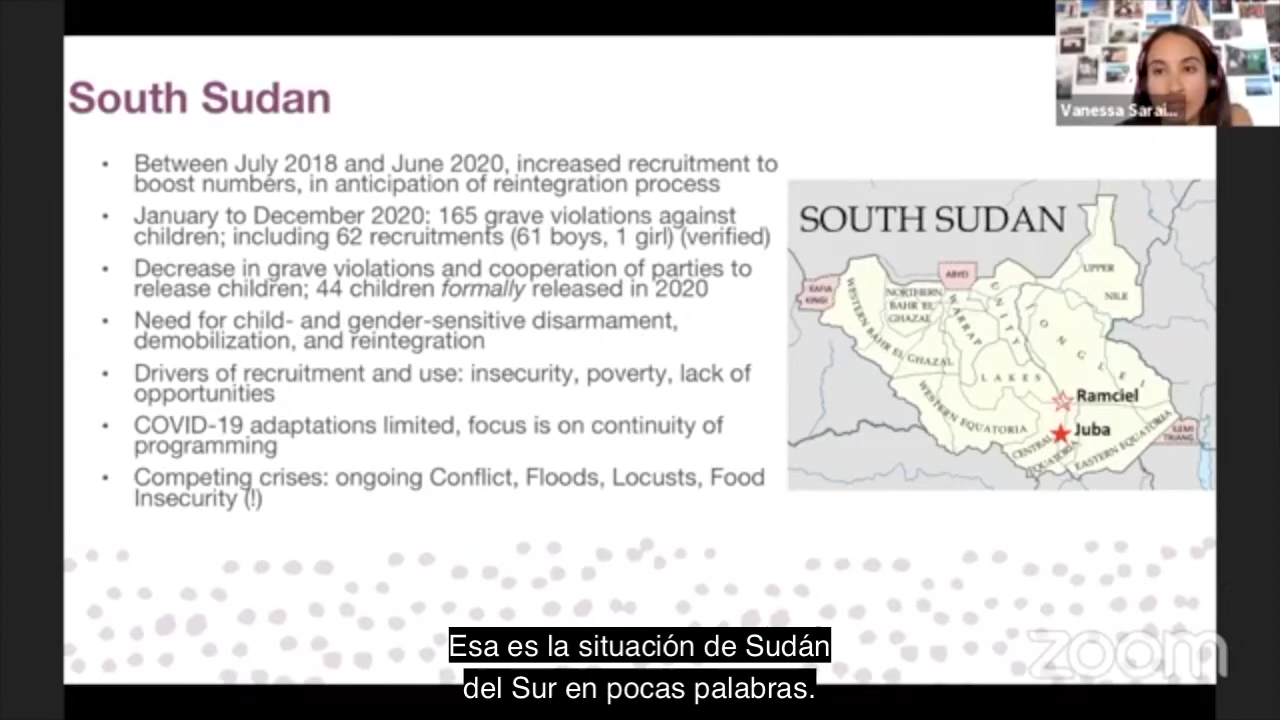 South Sudan
Vanessa Sarai...
• Between July 2018 and June 2020, increased recruitment to
boost numbers, in anticipation of reintegration process
• January to December 2020: 165 grave violations against
children; including 62 recruitments (61 boys, 1 girl) (verified)
• Decrease in grave violations and cooperation of parties to
release children; 44 children formally released in 2020
• Need for child- and gender-sensitive disarmament,
demobilization, and reintegration
• Drivers of recruitment and use: insecurity, poverty, lack of
opportunities
• COVID-19 adaptations limited, focus is on continuity of
programming
• Competing crises: ongoing Conflict, Floods, Locusts, Food
Insecurity (!)
SOUTH SUDAN
KAFIA
KINGI
ABYEI
UPPER
NILE
NORTHERN
BAHR EL
GHAZAL
WESTERN BAHR EL GHAZAL
WARRAP
UNITY
JONGLEI
LAKES
WESTERN EQUATORIA
Ramciel
Juba
CENTRAL
EQUATORIA
EASTERN EQUATORIA
ILEMI
TRIANG.
zoom
Esa es la situación de Sudán
del Sur en pocas palabras.